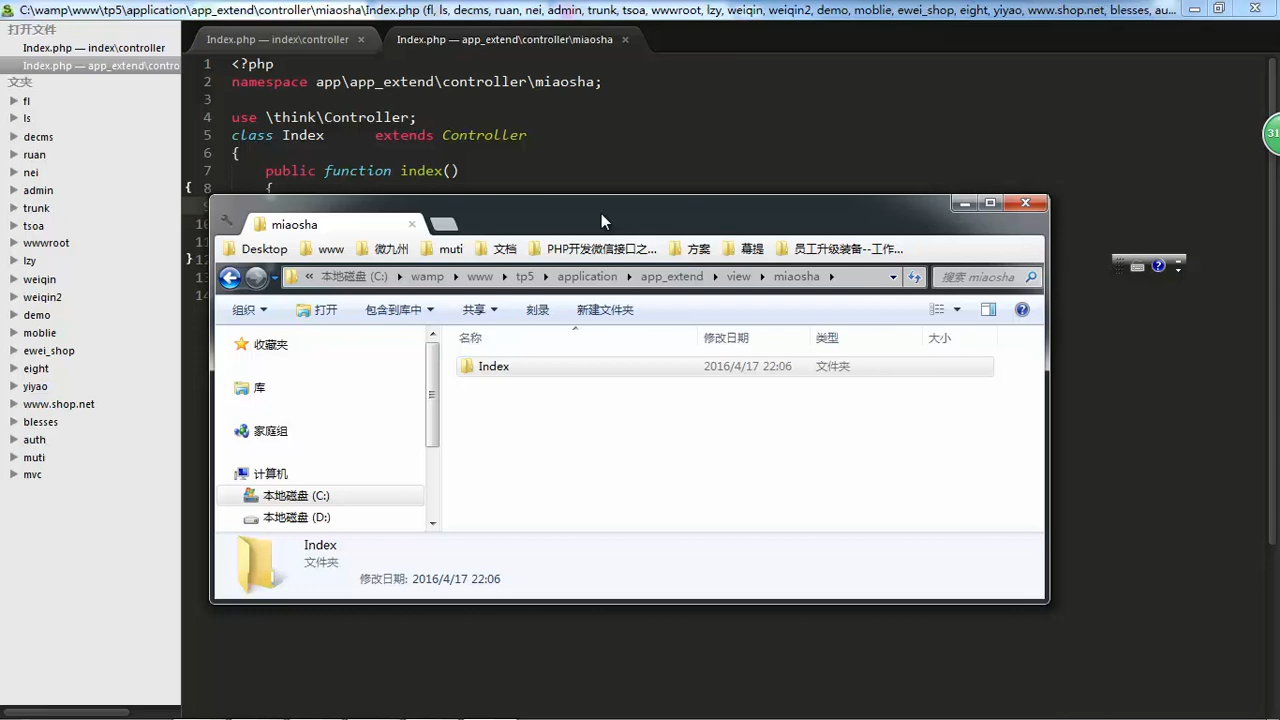 C:\wamp\www\tp5\application\app_extend\controller\miaosha\Index.php (fl, ls, decms, ruan, nei, admin, trunk, tsoa, wwwroot, lzy, weiqin, weiqin2, demo, moblie, ewei_shop, eight, yiyao, www.shop.net, blesses, au...
打开文件
Index.php — index\controller
Index.php — app_extend\contro
文夹
fl
ls
decms
ruan
nei
admin
trunk
tsoa
wwwroot
lzy
weiqin
weiqin2
demo
moblie
ewei_shop
eight
yiyao
www.shop.net
blesses
auth
muti
mvc
Index.php — index\controller
Index.php — app_extend\controller\miaosha
1 <?php
2 namespace app\app_extend\controller\miaosha;
3
4 use \think\Controller;
5 class Index extends Controller
6 {
7 public function index()
{ 8 {
31
miaosha
Desktop www 微九州 muti 文档 PHP开发微信接口之... 方案 幕提 员工升级装备--工作...
« 本地磁盘 (C:) wamp www tp5 application app_extend view miaosha
搜索 miaosha
组织 打开 包含到库中 共享 刻录 新建文件夹
收藏夹
库
家庭组
计算机
本地磁盘 (C:)
本地磁盘 (D:)
名称 修改日期 类型 大小
Index 2016/4/17 22:06 文件夹
Index
文件夹
修改日期: 2016/4/17 22:06